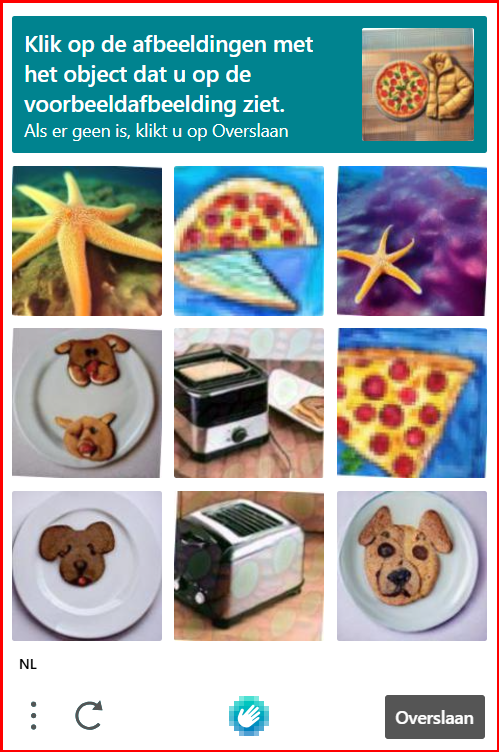 Klik op de afbeeldingen met
het object dat u op de
voorbeeldafbeelding ziet.
Als er geen is, klikt u op Overslaan
NL
Overslaan